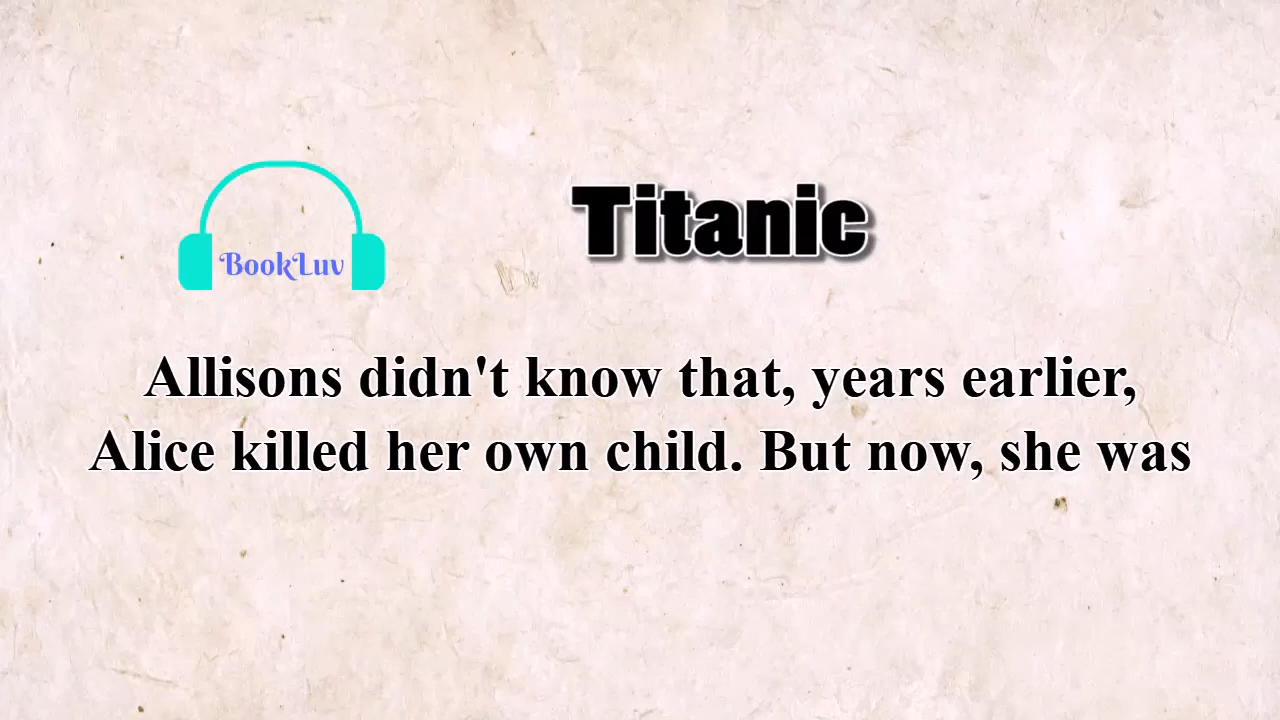 BookLuv
Titanic
Allisons didn't know that, years earlier,
Alice killed her own child. But now, she was